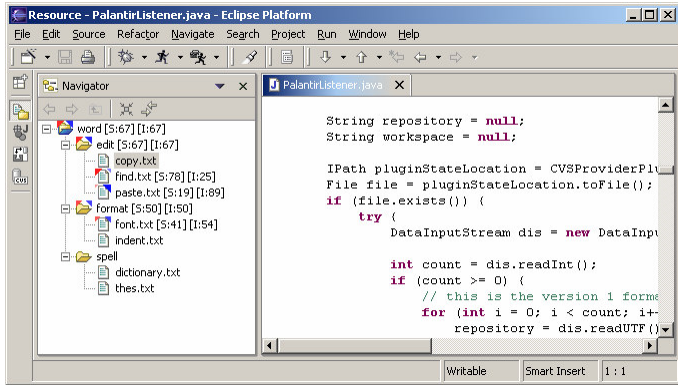 Resource - PalantirListener.java - Eclipse Platform
File Edit Source Refactor Navigate Search Project Run Window Help
Navigator
PalantirListener.java
word [S:67] [I:67]
edit [S:67] [I:67]
copy.txt
find.txt [S:78] [I:25]
paste.txt [S:19] [I:89]
format [S:50] [I:50]
font.txt [S:41] [I:54]
indent.txt
spell
dictionary.txt
thes.txt
String repository = null;
String workspace = null;
IPath pluginStateLocation = CVSProviderPlu
File file = pluginStateLocation.toFile();
if (file.exists()) {
try {
DataInputStream dis = new DataInpu
int count = dis.readInt();
if (count >= 0) {
// this is the version 1 forma
for (int i = 0; i < count; i+
repository = dis.readUTF()
CVS
Writable Smart Insert 1 : 1